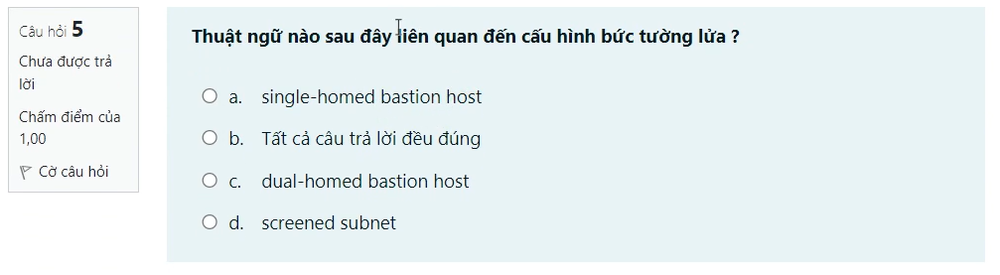 Câu hỏi 5
Chưa được trả
lời
Chấm điểm của
1,00
Cờ câu hỏi
Thuật ngữ nào sau đây liên quan đến cấu hình bức tường lửa ?
a. single-homed bastion host
b. Tất cả câu trả lời đều đúng
c. dual-homed bastion host
d. screened subnet